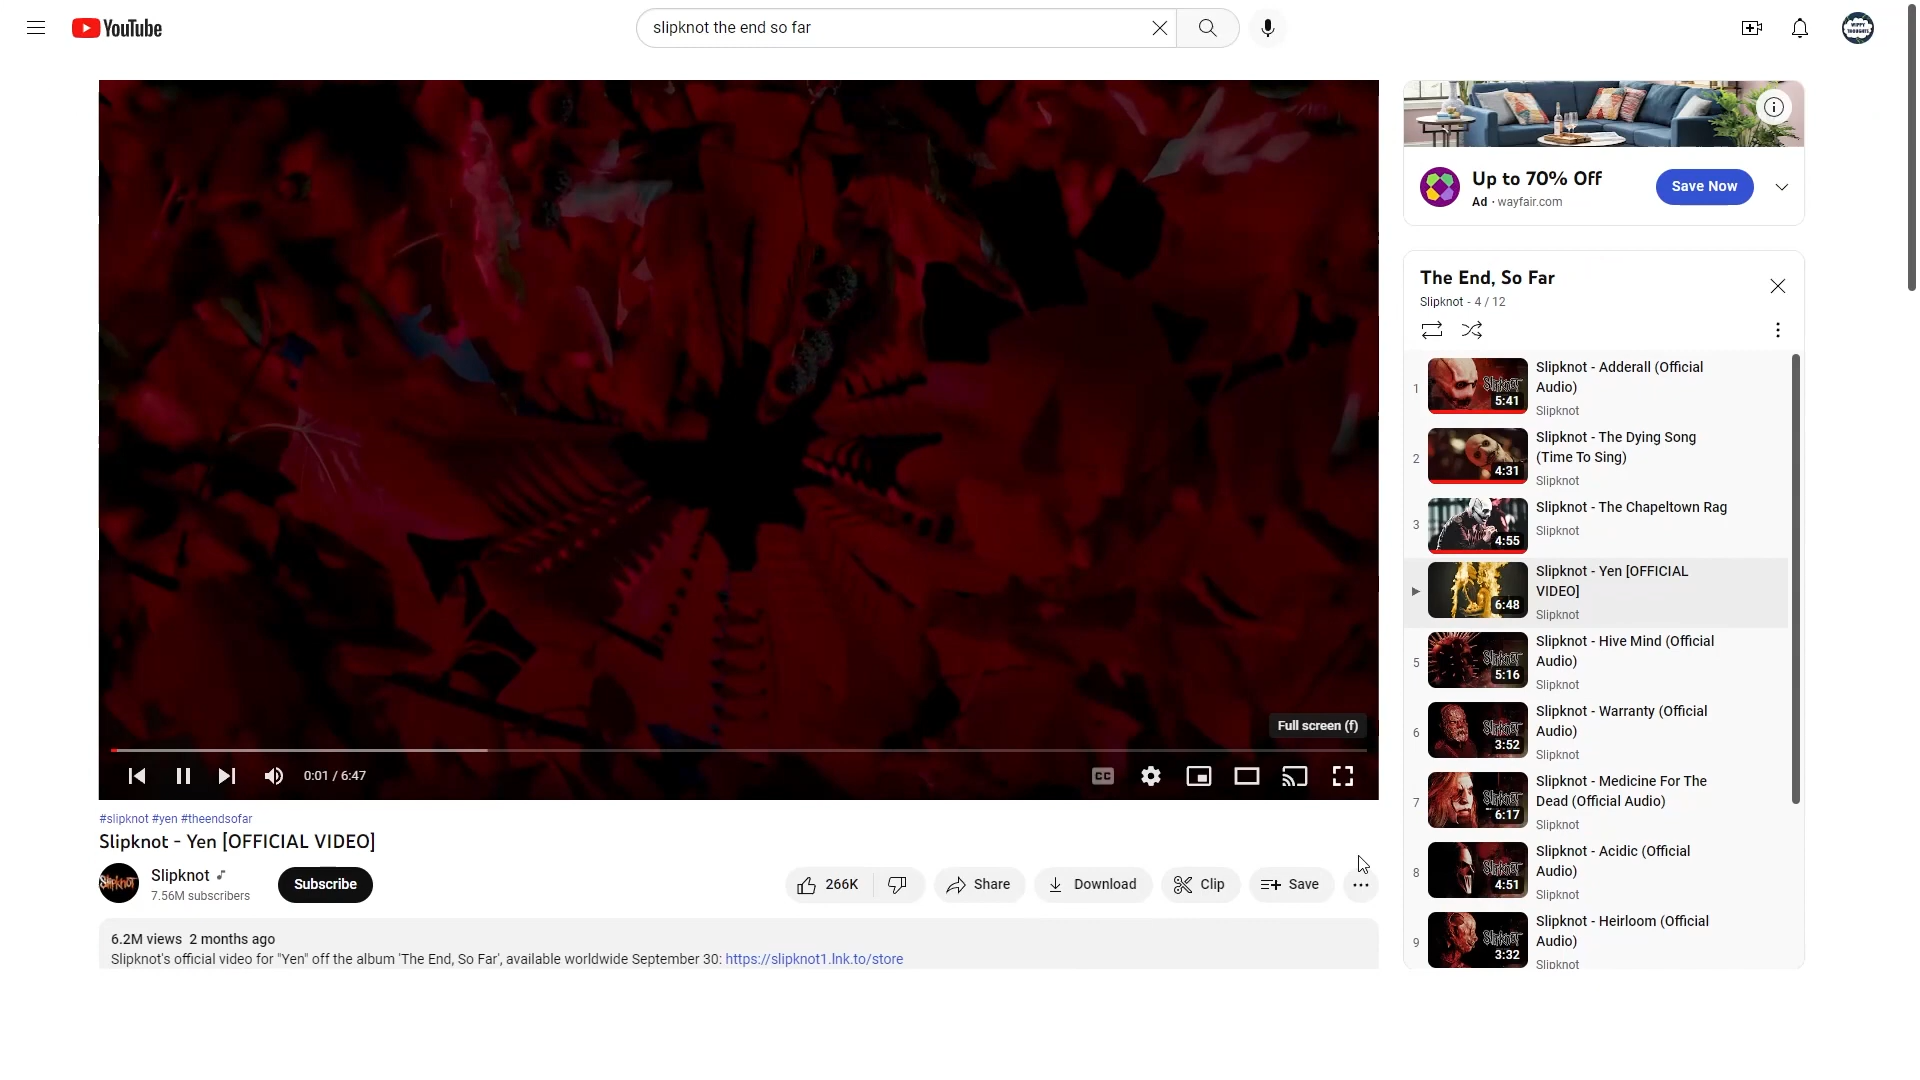 YouTube
slipknot the end so far
Up to 70% Off
Ad · wayfair.com
Save Now
The End, So Far
Slipknot - 4 / 12
1
5:41
Slipknot - Adderall (Official
Audio)
Slipknot
2
4:31
Slipknot - The Dying Song
(Time To Sing)
Slipknot
3
4:55
Slipknot - The Chapeltown Rag
Slipknot
6:48
Slipknot - Yen [OFFICIAL
VIDEO]
Slipknot
5
Slipknot
5:16
Slipknot - Hive Mind (Official
Audio)
Slipknot
6
Slipknot
3:52
Slipknot - Warranty (Official
Audio)
Slipknot
7
Slipknot
6:17
Slipknot - Medicine For The
Dead (Official Audio)
Slipknot
8
Slipknot
4:51
Slipknot - Acidic (Official
Audio)
Slipknot
9
Slipknot
3:32
Slipknot - Heirloom (Official
Audio)
Slipknot
Full screen (f)
0:01 / 6:47
CC
#slipknot #yen #theendsofar
Slipknot - Yen [OFFICIAL VIDEO]
Slipknot
7.56M subscribers
Subscribe
266K
Share
Download
Clip
Save
6.2M views 2 months ago
Slipknot's official video for "Yen" off the album 'The End, So Far', available worldwide September 30: https://slipknot1.lnk.to/store